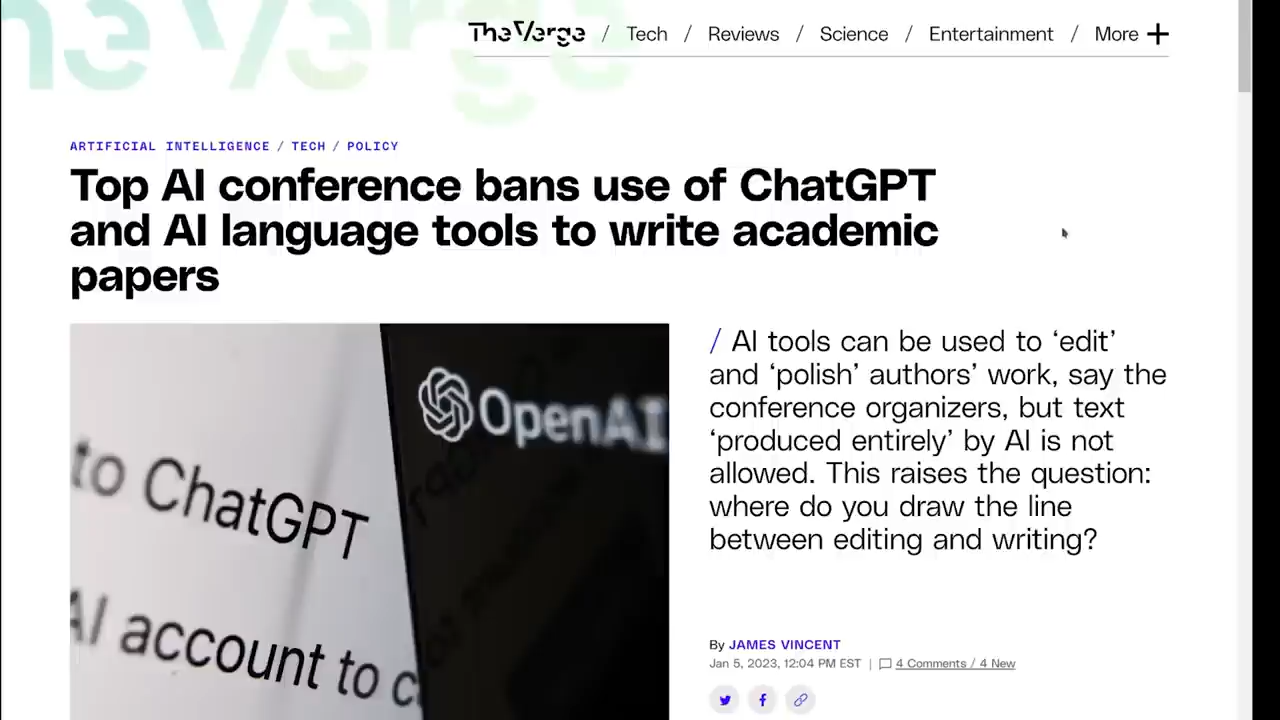 The Verge / Tech / Reviews / Science / Entertainment / More +
ARTIFICIAL INTELLIGENCE / TECH / POLICY
Top AI conference bans use of ChatGPT
and AI language tools to write academic
papers
to ChatGPT
AI account to
OpenAI
/ AI tools can be used to ‘edit’
and ‘polish’ authors’ work, say the
conference organizers, but text
‘produced entirely’ by AI is not
allowed. This raises the question:
where do you draw the line
between editing and writing?
By JAMES VINCENT
Jan 5, 2023, 12:04 PM EST | 4 Comments / 4 New